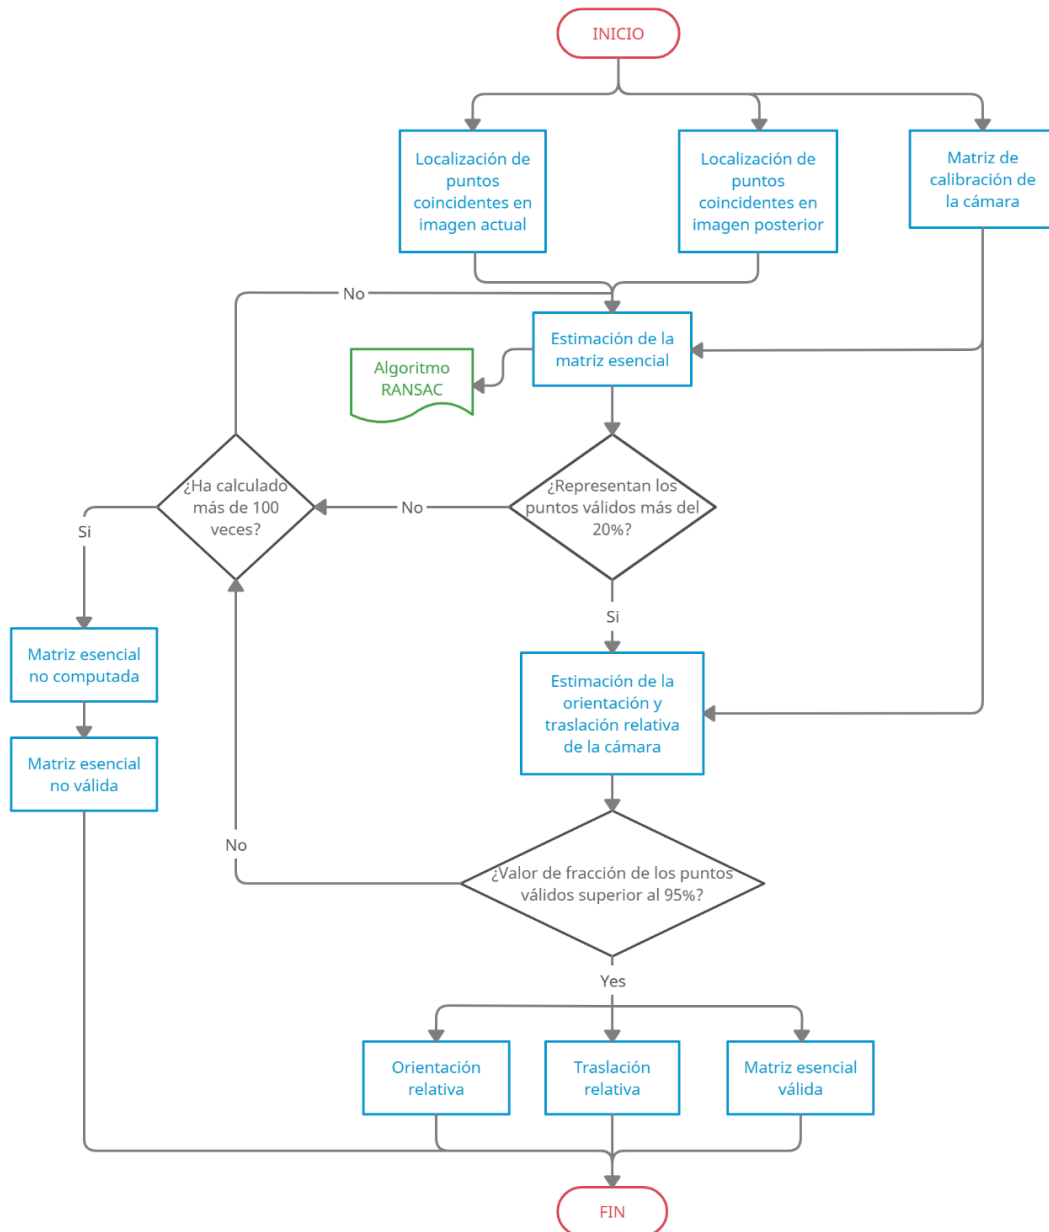 INICIO
Localización de
puntos
coincidentes en
imagen actual
Localización de
puntos
coincidentes en
imagen posterior
Matriz de
calibración de
la cámara
No
Estimación de la
matriz esencial
Algoritmo
RANSAC
¿Ha calculado
más de 100
veces?
No
¿Representan los
puntos válidos más del
20%?
Si
Si
Matriz esencial
no computada
Estimación de la
orientación y
traslación relativa
de la cámara
Matriz esencial
no válida
No
¿Valor de fracción de los puntos
válidos superior al 95%?
Yes
Orientación
relativa
Traslación
relativa
Matriz esencial
válida
FIN